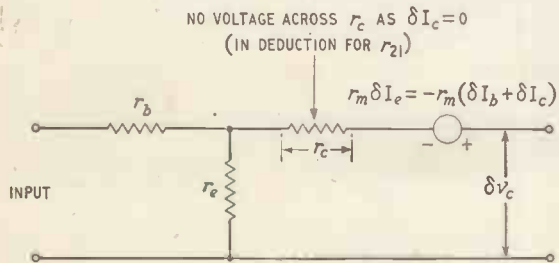 NO VOLTAGE ACROSS r_c AS δI_c=0
(IN DEDUCTION FOR r_21)
r_m δI_e = -r_m(δI_b + δI_c)
r_b
r_c
- +
r_e
δv_c
INPUT